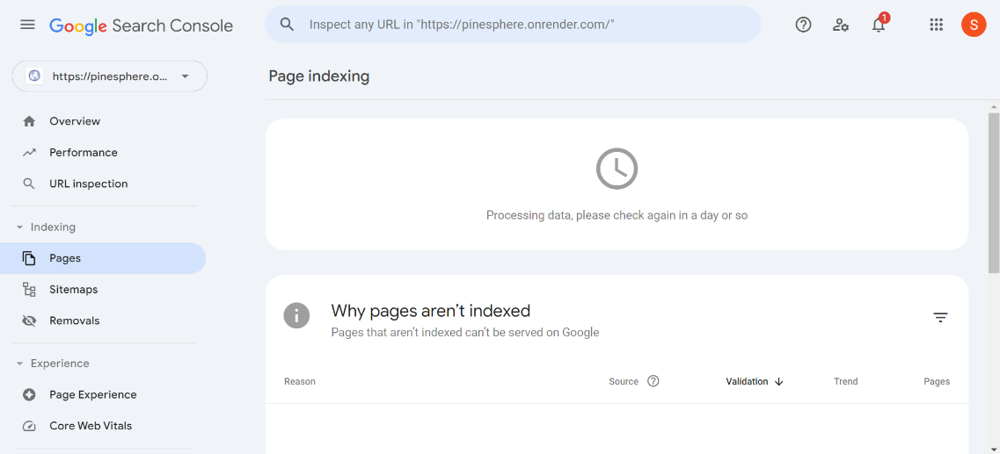 Google Search Console
Inspect any URL in "https://pinesphere.onrender.com/"
1
S
https://pinesphere.o...
Overview
Performance
URL inspection
Indexing
Pages
Sitemaps
Removals
Experience
Page Experience
Core Web Vitals
Page indexing
Processing data, please check again in a day or so
Why pages aren't indexed
Pages that aren't indexed can't be served on Google
Reason Source Validation Trend Pages